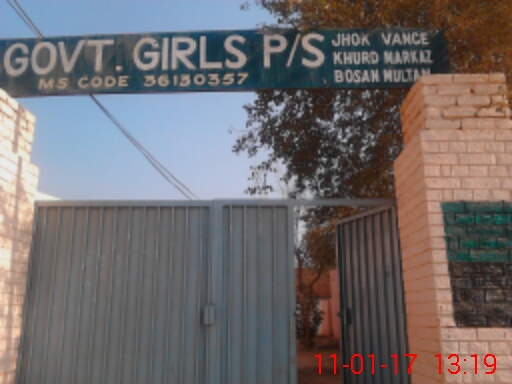 GOVT. GIRLS P/S
MS CODE 36130357
JHOK VANCE
KHURD MARKAZ
BOSAN MULTAN
11-01-17 13:19